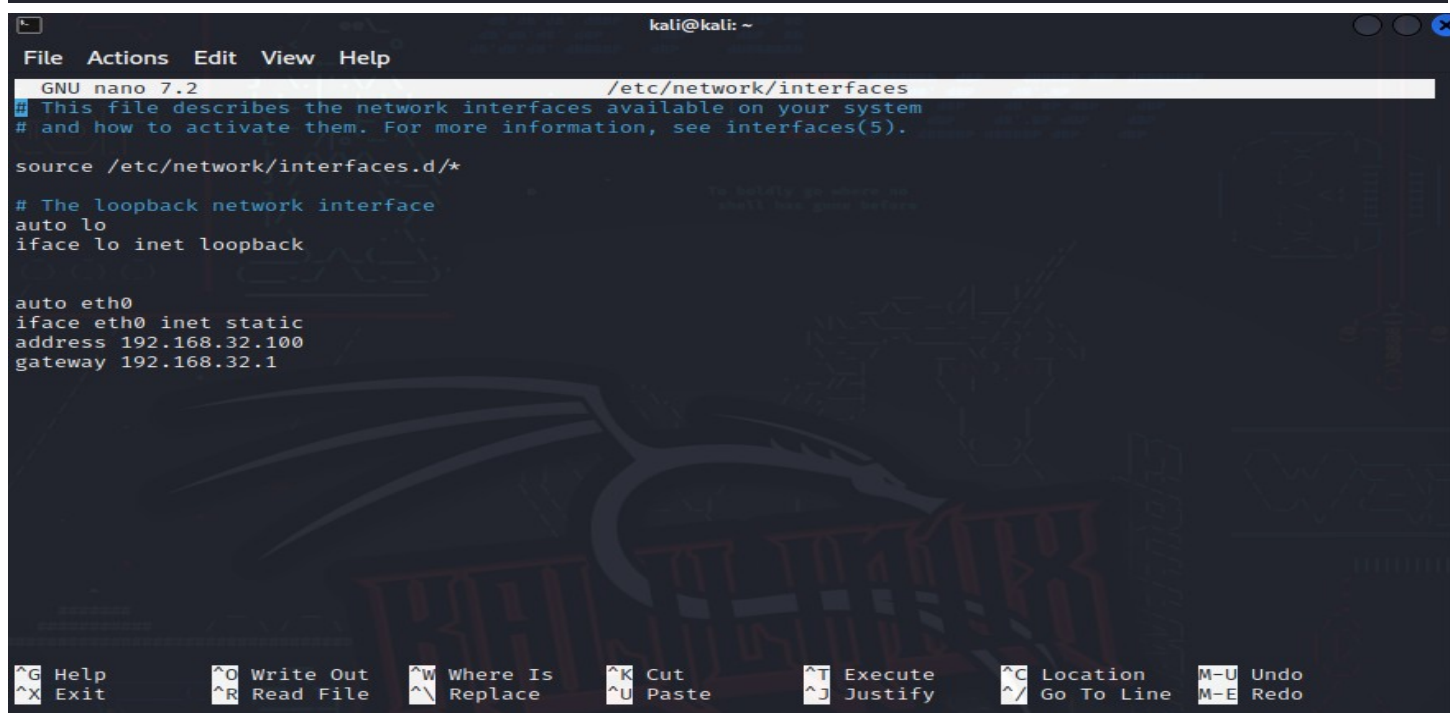 kali@kali: ~
File Actions Edit View Help
GNU nano 7.2 /etc/network/interfaces
# This file describes the network interfaces available on your system
# and how to activate them. For more information, see interfaces(5).
source /etc/network/interfaces.d/*
# The loopback network interface
auto lo
iface lo inet loopback
auto eth0
iface eth0 inet static
address 192.168.32.100
gateway 192.168.32.1
KALI LINUX
^G Help ^O Write Out ^W Where Is ^K Cut ^T Execute ^C Location M-U Undo
^X Exit ^R Read File ^\ Replace ^U Paste ^J Justify ^/ Go To Line M-E Redo